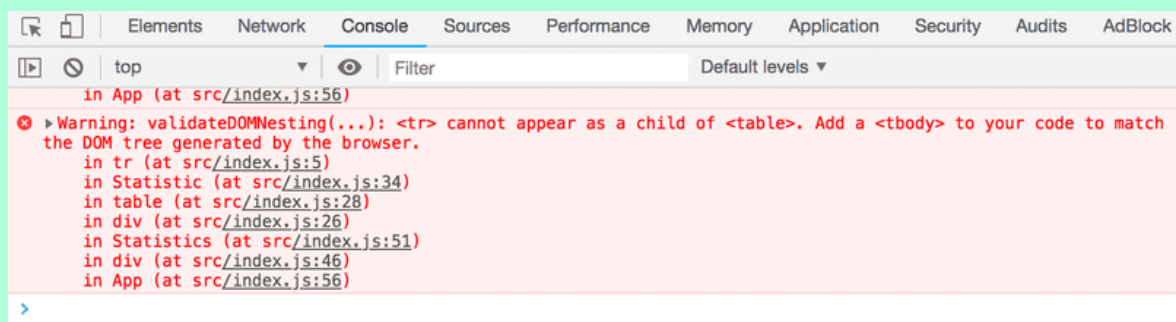 Elements Network Console Sources Performance Memory Application Security Audits AdBlock
top ▼ Filter Default levels ▼
in App (at src/index.js:56)
▶Warning: validateDOMNesting(...): <tr> cannot appear as a child of <table>. Add a <tbody> to your code to match
the DOM tree generated by the browser.
in tr (at src/index.js:5)
in Statistic (at src/index.js:34)
in table (at src/index.js:28)
in div (at src/index.js:26)
in Statistics (at src/index.js:51)
in div (at src/index.js:46)
in App (at src/index.js:56)
>